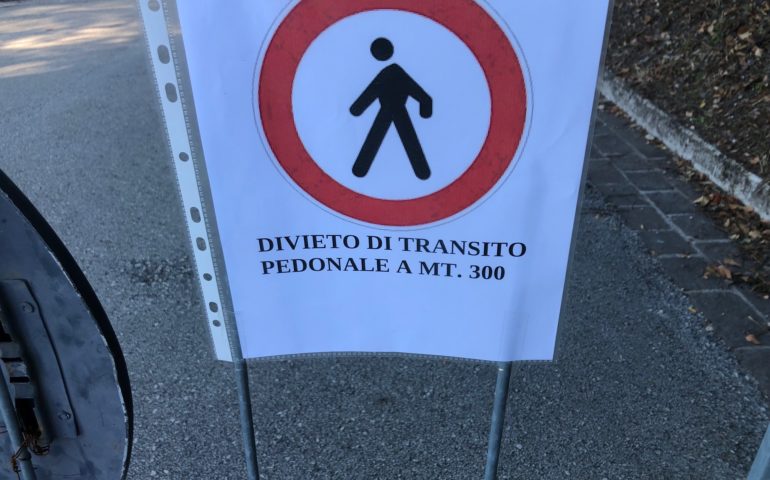 DIVIETO DI TRANSITO
PEDONALE A MT. 300